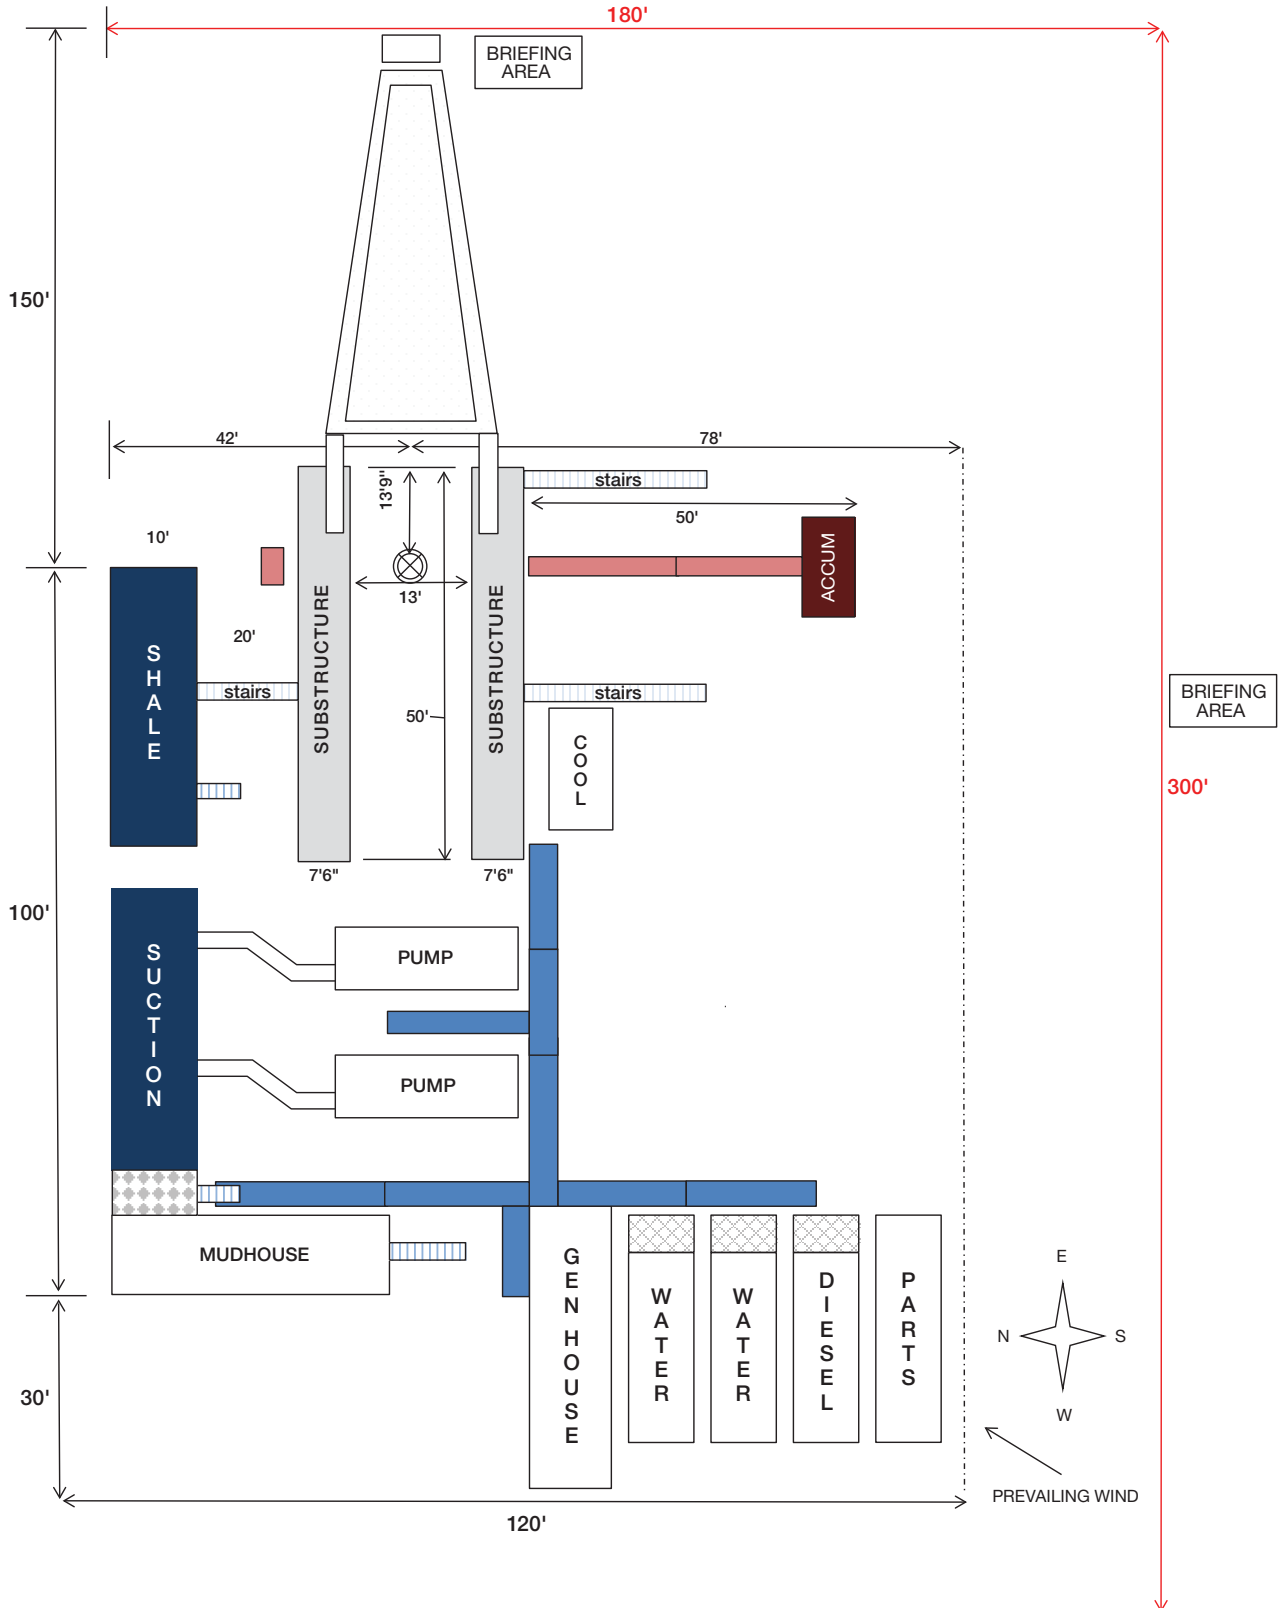 180'
BRIEFING
AREA
150'
42'
78'
13'9"
stairs
50'
10'
ACCUM
13'
20'
SHALE
SUBSTRUCTURE
SUBSTRUCTURE
stairs
stairs
BRIEFING
AREA
50'
COOL
300'
7'6"
7'6"
100'
SUCTION
PUMP
PUMP
MUDHOUSE
GEN HOUSE
WATER
WATER
DIESEL
PARTS
E
N
S
W
30'
PREVAILING WIND
120'